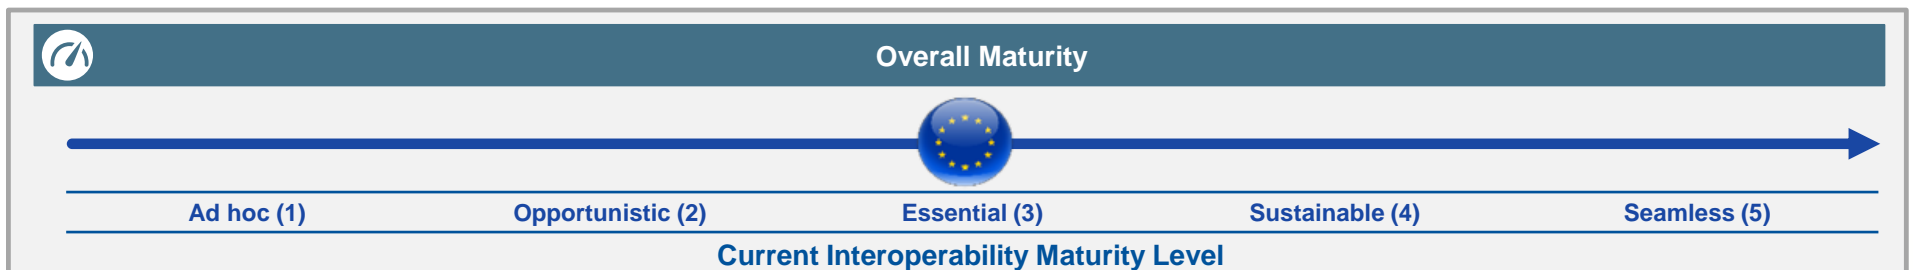 Overall Maturity
Ad hoc (1) Opportunistic (2) Essential (3) Sustainable (4) Seamless (5)
Current Interoperability Maturity Level